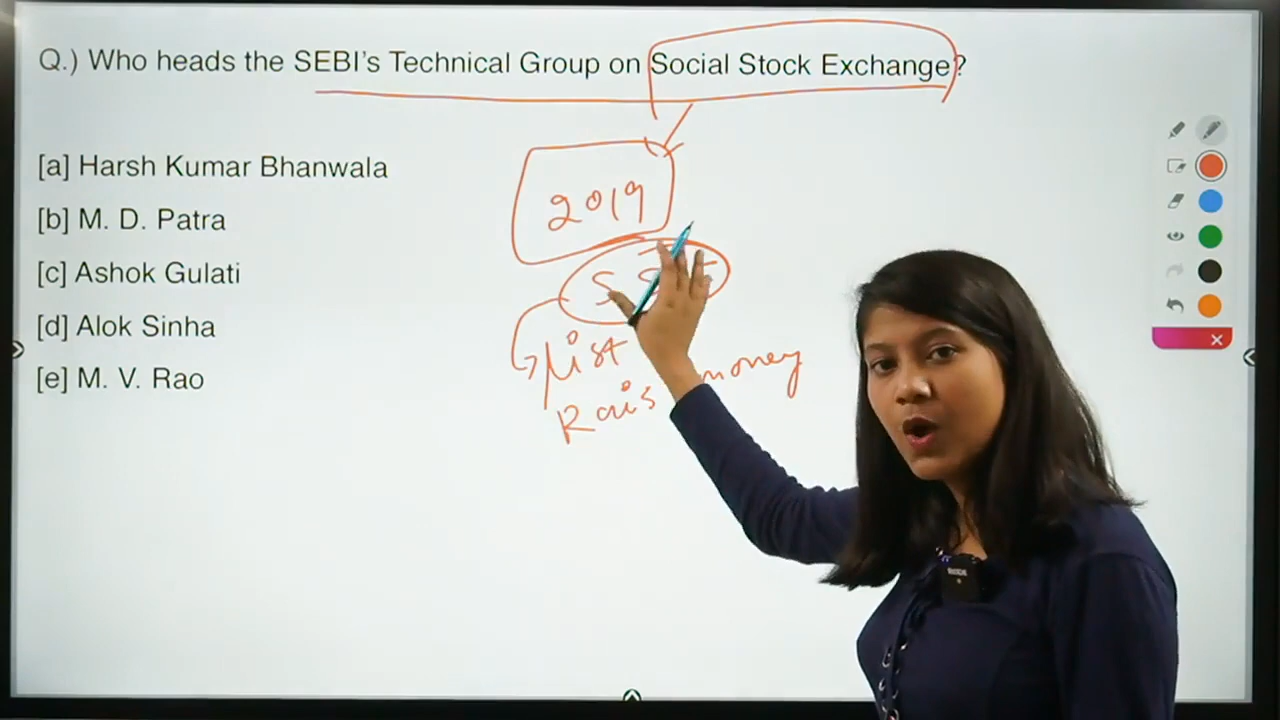 Q.) Who heads the SEBI's Technical Group on Social Stock Exchange?
[a] Harsh Kumar Bhanwala
[b] M. D. Patra
[c] Ashok Gulati
[d] Alok Sinha
[e] M. V. Rao
2019
List
Rais money